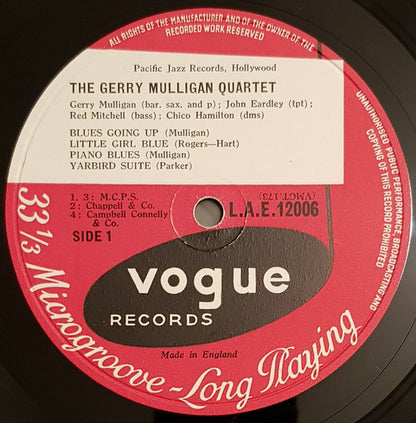 ALL RIGHTS OF THE MANUFACTURER AND OF THE OWNER OF THE
RECORDED WORK RESERVED
UNAUTHORISED PUBLIC PERFORMANCE, BROADCASTING AND
COPYING OF THIS RECORD PROHIBITED
Pacific Jazz Records, Hollywood
THE GERRY MULLIGAN QUARTET
Gerry Mulligan (bar. sax. and p) ; John Eardley (tpt) ;
Red Mitchell (bass) ; Chico Hamilton (dms)
BLUES GOING UP (Mulligan)
LITTLE GIRL BLUE (Rogers—Hart)
PIANO BLUES (Mulligan)
YARBIRD SUITE (Parker)
1, 3 : M.C.P.S.
2 : Chappell & Co.
4 : Campbell Connelly
& Co.
SIDE 1
(VMGT.173)
L.A.E.12006
vogue
RECORDS
Made in England
33 1/3 Microgroove - Long Playing